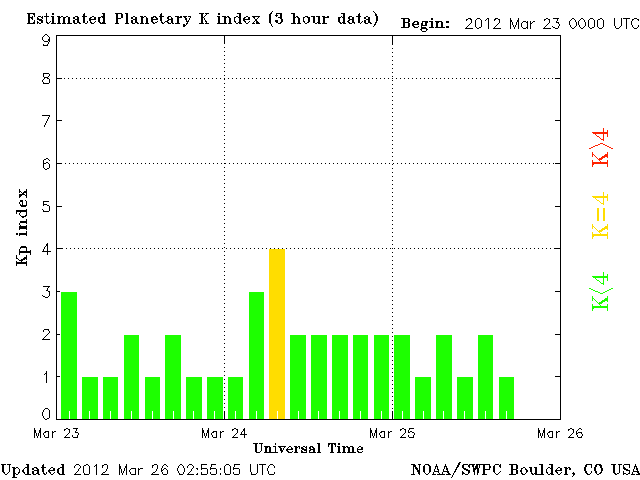 Estimated Planetary K index (3 hour data) Begin: 2012 Mar 23 0000 UTC
9
8
7
6
5
4
3
2
1
0
Kp index
K>4
K=4
K<4
Mar 23 Mar 24 Mar 25 Mar 26
Universal Time
Updated 2012 Mar 26 02:55:05 UTC NOAA/SWPC Boulder, CO USA